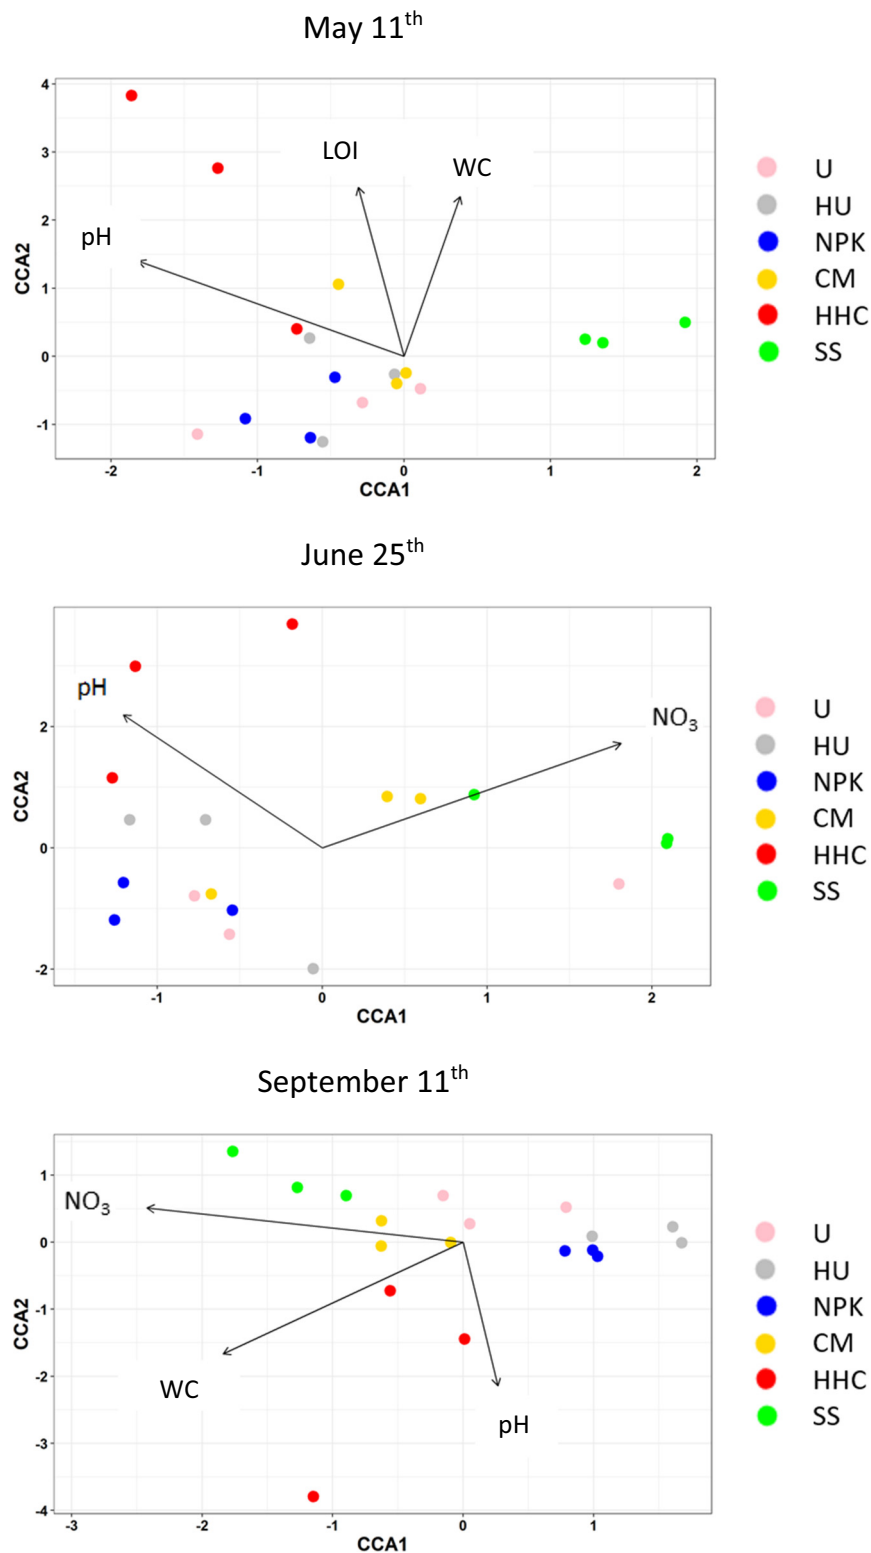 May 11th
4
3
2
1
0
-1
CCA2
LOI
WC
pH
-2 -1 0 1 2
CCA1
U
HU
NPK
CM
HHC
SS
June 25th
2
0
-2
CCA2
pH
NO3
-1 0 1 2
CCA1
U
HU
NPK
CM
HHC
SS
September 11th
1
0
-1
-2
-3
-4
CCA2
NO3
WC
pH
-3 -2 -1 0 1
CCA1
U
HU
NPK
CM
HHC
SS